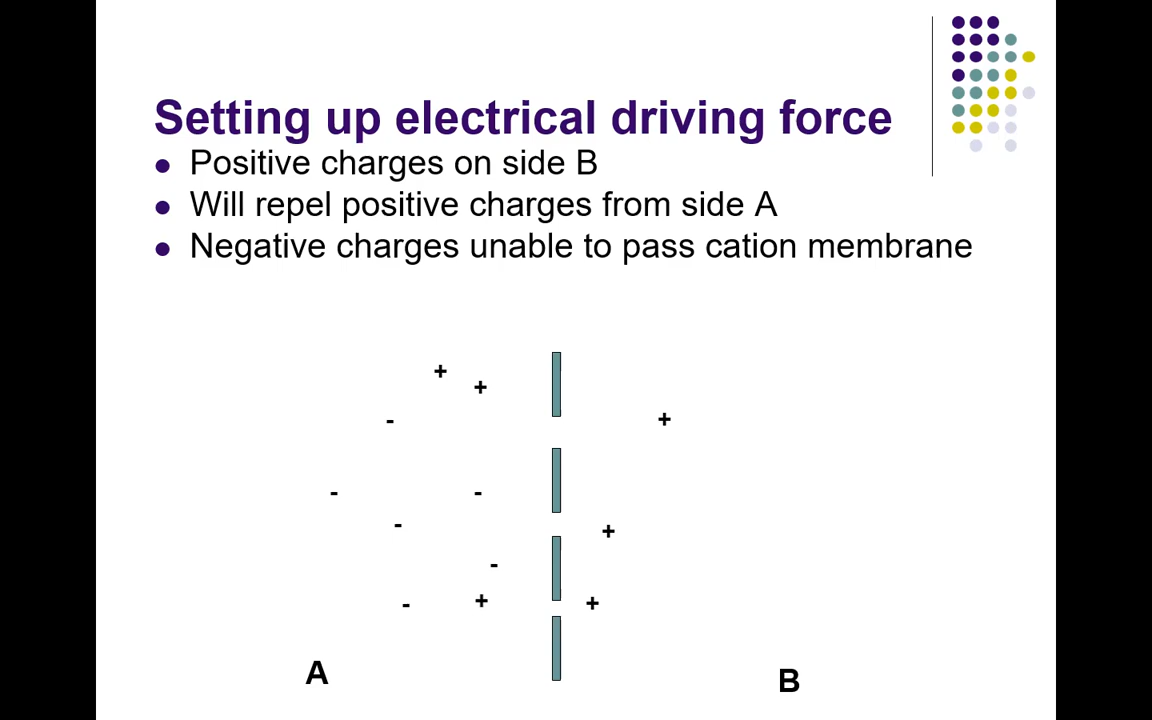 Setting up electrical driving force
Positive charges on side B
Will repel positive charges from side A
Negative charges unable to pass cation membrane
+
+
-
+
-
-
-
+
-
-
+
+
A
B